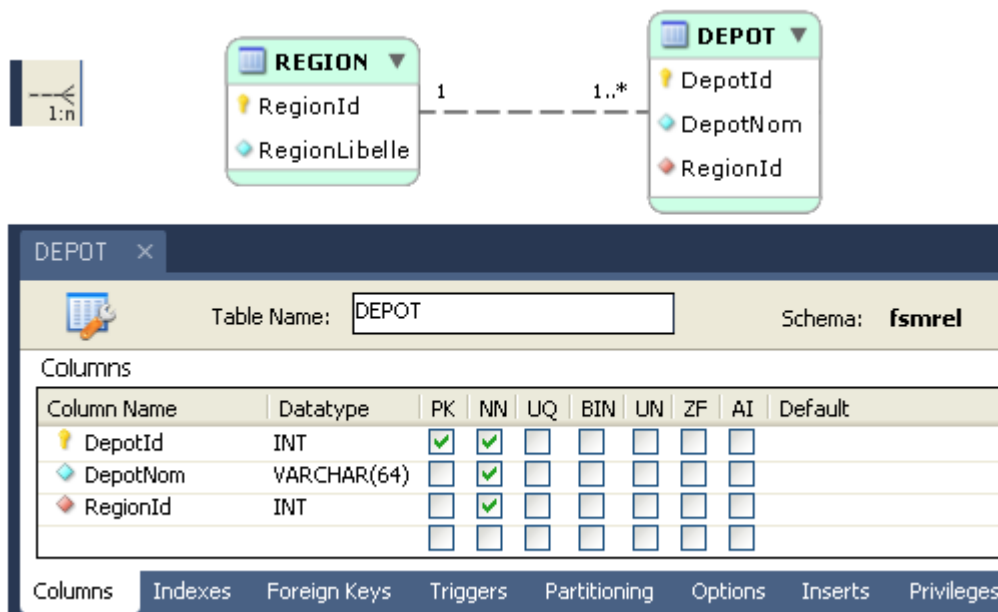 REGION
RegionId
RegionLibelle
1:n
1
1..*
DEPOT
DepotId
DepotNom
RegionId
DEPOT ×
Table Name: DEPOT Schema: fsmrel
Columns
Column Name Datatype PK NN UQ BIN UN ZF AI Default
DepotId INT
DepotNom VARCHAR(64)
RegionId INT
Columns Indexes Foreign Keys Triggers Partitioning Options Inserts Privileges